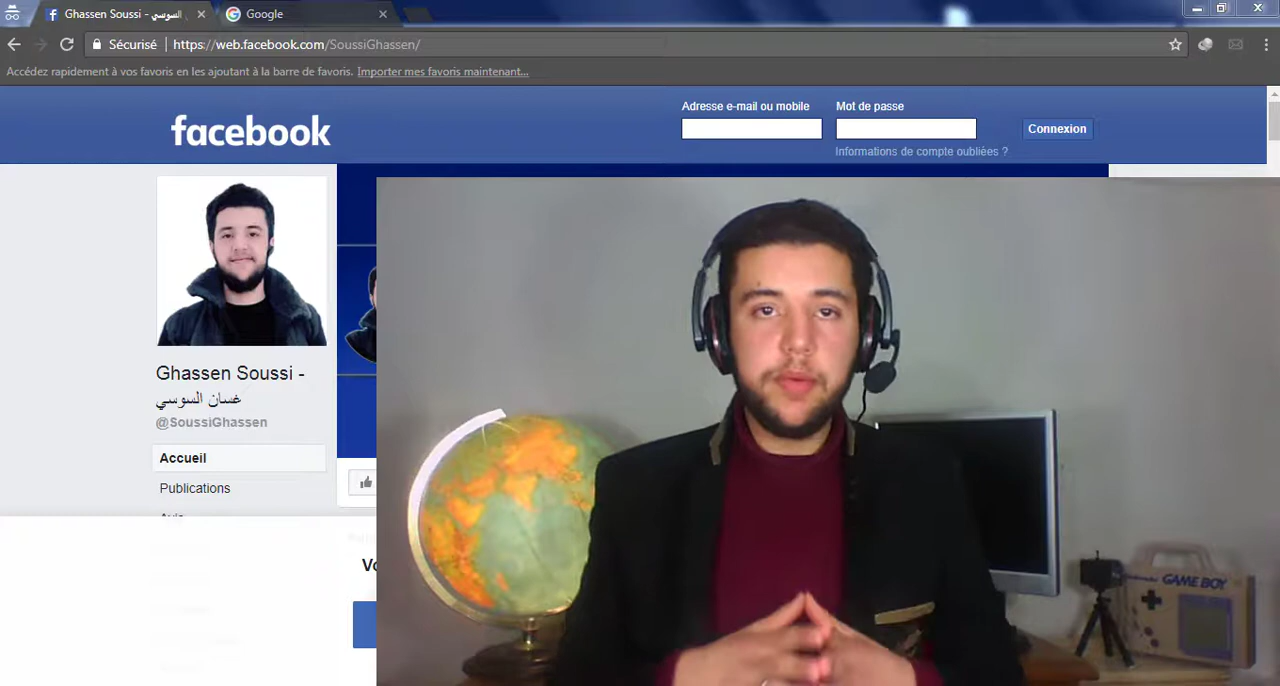 Ghassen Soussi - غسان السوسي
Google
Sécurisé
https://web.facebook.com/SoussiGhassen/
Accédez rapidement à vos favoris en les ajoutant à la barre de favoris. Importer mes favoris maintenant...
Adresse e-mail ou mobile
Mot de passe
facebook
Connexion
Informations de compte oubliées ?
Ghassen Soussi -
غسان السوسي
@SoussiGhassen
Accueil
Publications
GAME BOY